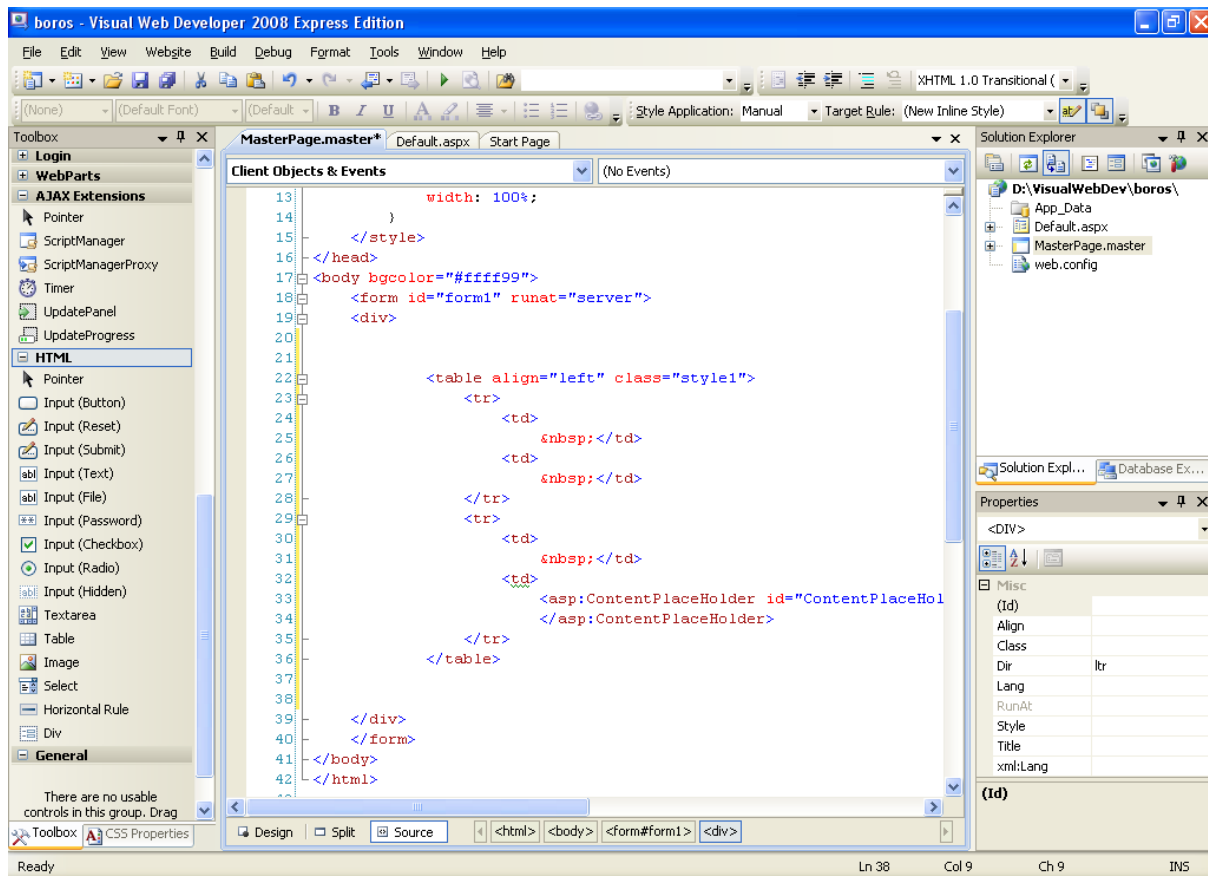 boros - Visual Web Developer 2008 Express Edition
File Edit View Website Build Debug Format Tools Window Help
XHTML 1.0 Transitional (
(None) (Default Font) (Default B I U A Style Application: Manual Target Rule: (New Inline Style)
Toolbox
Login
WebParts
AJAX Extensions
Pointer
ScriptManager
ScriptManagerProxy
Timer
UpdatePanel
UpdateProgress
HTML
Pointer
Input (Button)
Input (Reset)
Input (Submit)
Input (Text)
Input (File)
Input (Password)
Input (Checkbox)
Input (Radio)
Input (Hidden)
Textarea
Table
Image
Select
Horizontal Rule
Div
General
There are no usable
controls in this group. Drag
Toolbox CSS Properties
MasterPage.master* Default.aspx Start Page
Client Objects & Events (No Events)
13 width: 100%;
14 }
15 </style>
16 </head>
17 <body bgcolor="#ffff99">
18 <form id="form1" runat="server">
19 <div>
20
21
22 <table align="left" class="style1">
23 <tr>
24 <td>
25 &nbsp;</td>
26 <td>
27 &nbsp;</td>
28 </tr>
29 <tr>
30 <td>
31 &nbsp;</td>
32 <td>
33 <asp:ContentPlaceHolder id="ContentPlaceHol
34 </asp:ContentPlaceHolder>
35 </tr>
36 </table>
37
38
39 </div>
40 </form>
41 </body>
42 </html>
Design Split Source <html> <body> <form#form1> <div>
Solution Explorer
D:\VisualWebDev\boros\
App_Data
Default.aspx
MasterPage.master
web.config
Solution Expl... Database Ex...
Properties
<DIV>
Misc
(Id)
Align
Class
Dir ltr
Lang
RunAt
Style
Title
xml:Lang
(Id)
Ready Ln 38 Col 9 Ch 9 INS